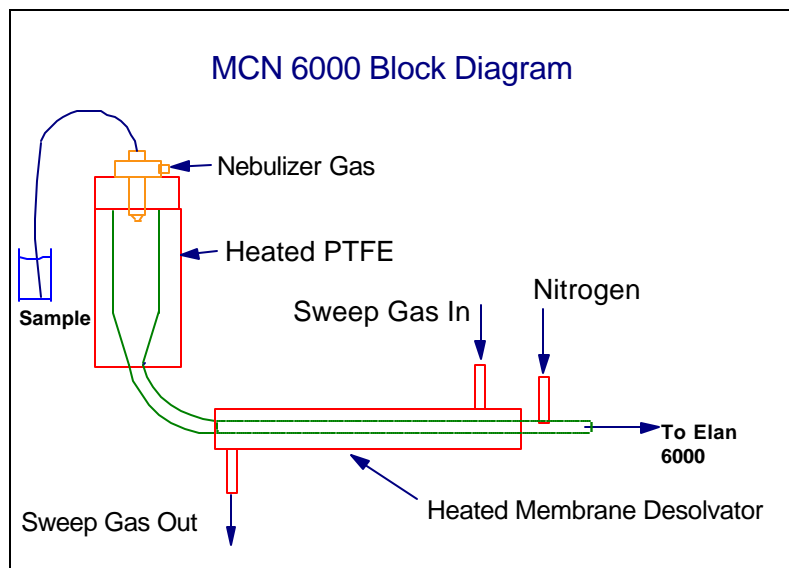 MCN 6000 Block Diagram
Nebulizer Gas
Heated PTFE
Sample
Sweep Gas In
Nitrogen
To Elan
6000
Heated Membrane Desolvator
Sweep Gas Out